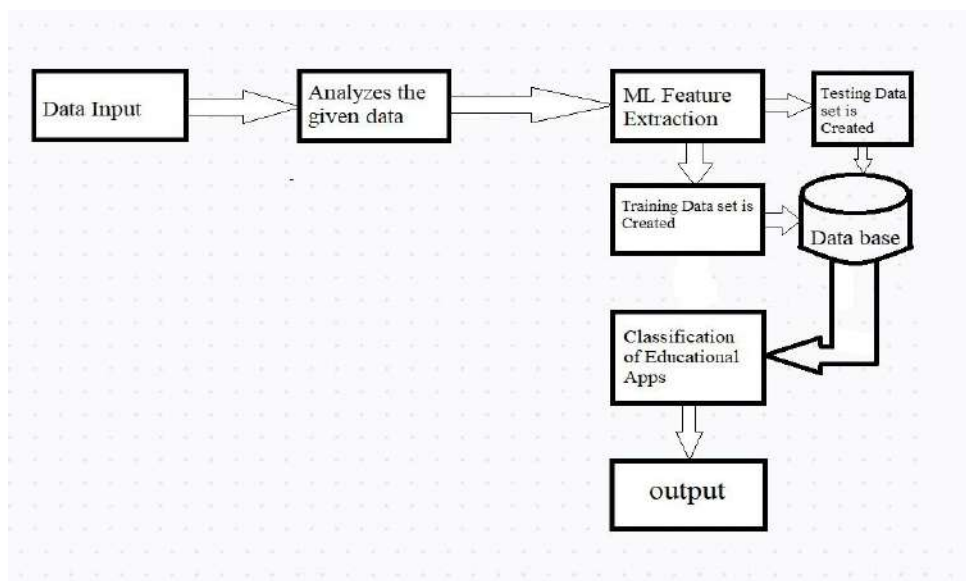 Data Input
Analyzes the
given data
ML Feature
Extraction
Testing Data
set is
Created
Training Data set is
Created
Data base
Classification
of Educational
Apps
output